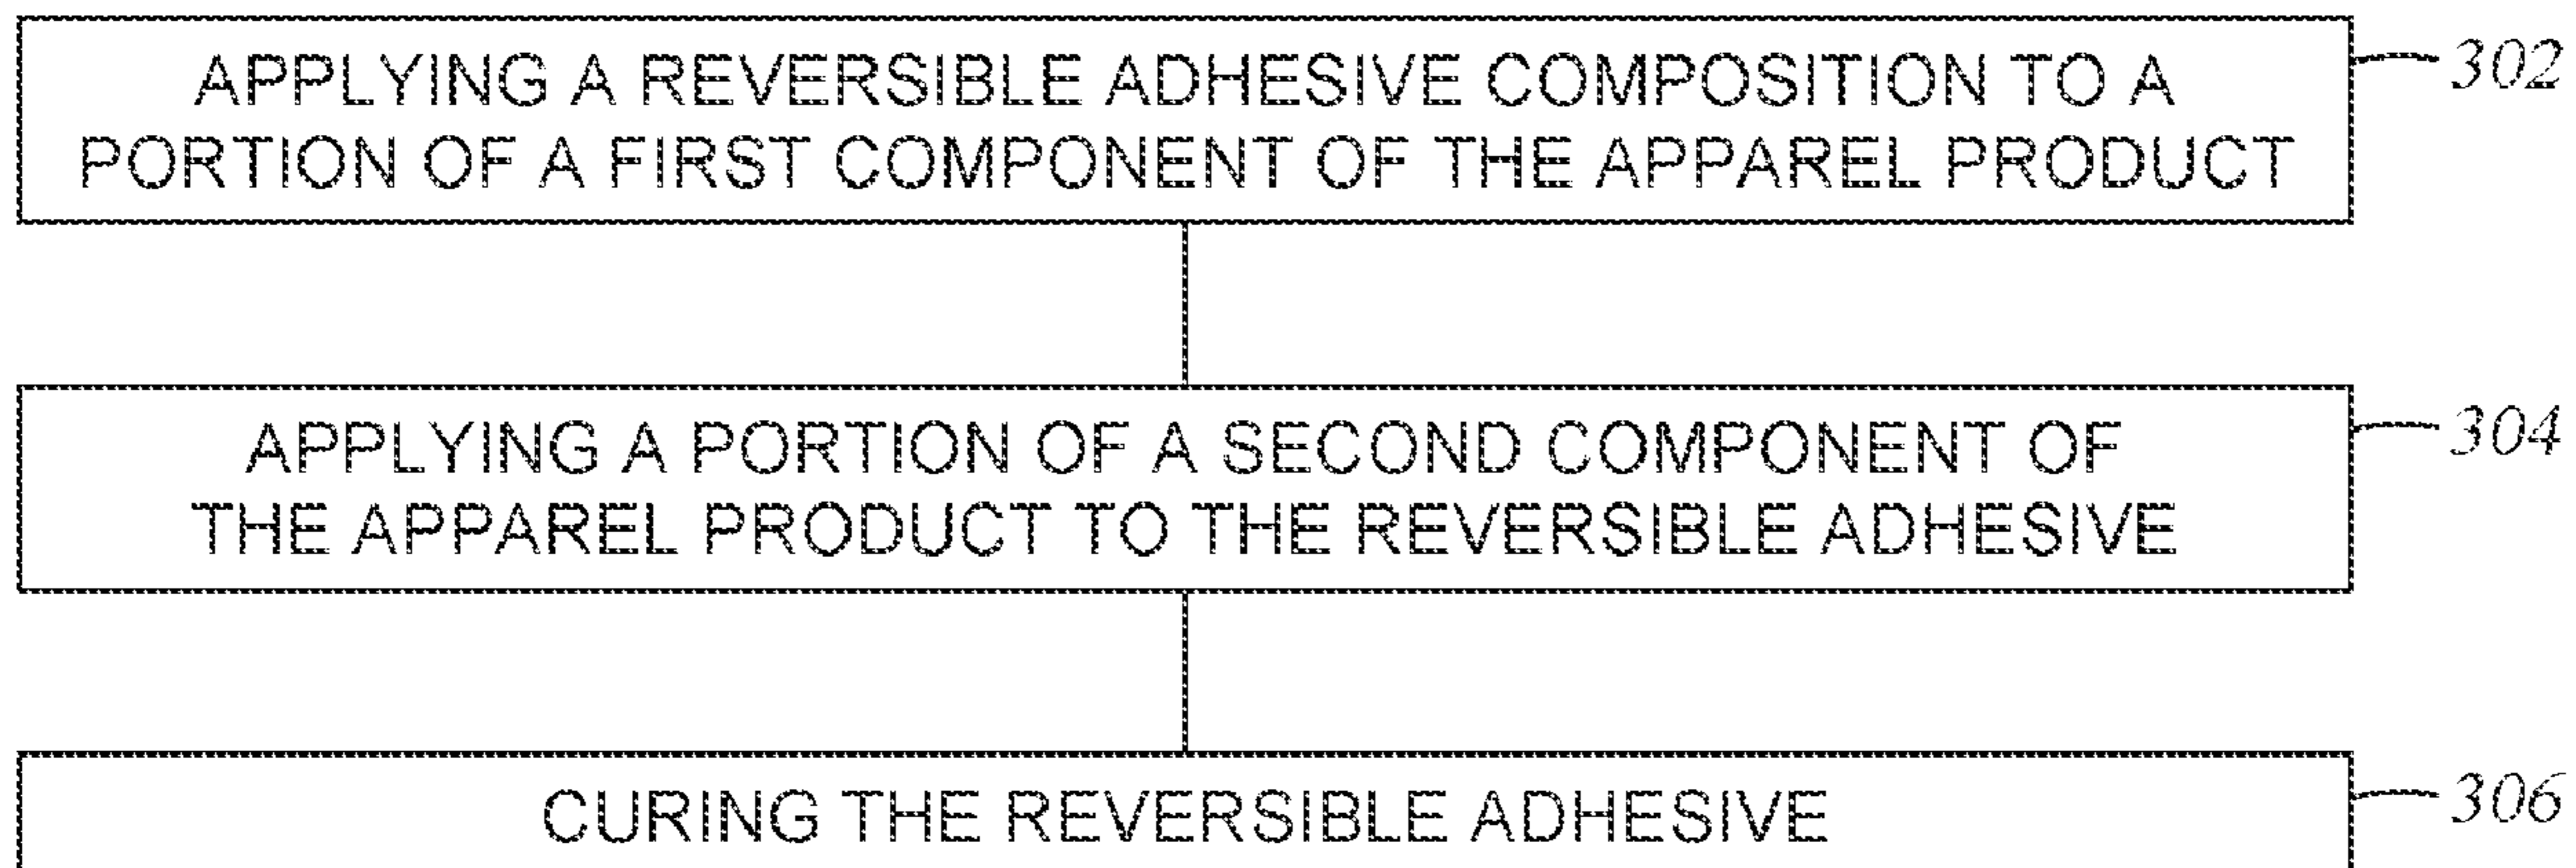 APPLYING A REVERSIBLE ADHESIVE COMPOSITION TO A
PORTION OF A FIRST COMPONENT OF THE APPAREL PRODUCT
302
APPLYING A PORTION OF A SECOND COMPONENT OF
THE APPAREL PRODUCT TO THE REVERSIBLE ADHESIVE
304
CURING THE REVERSIBLE ADHESIVE
306